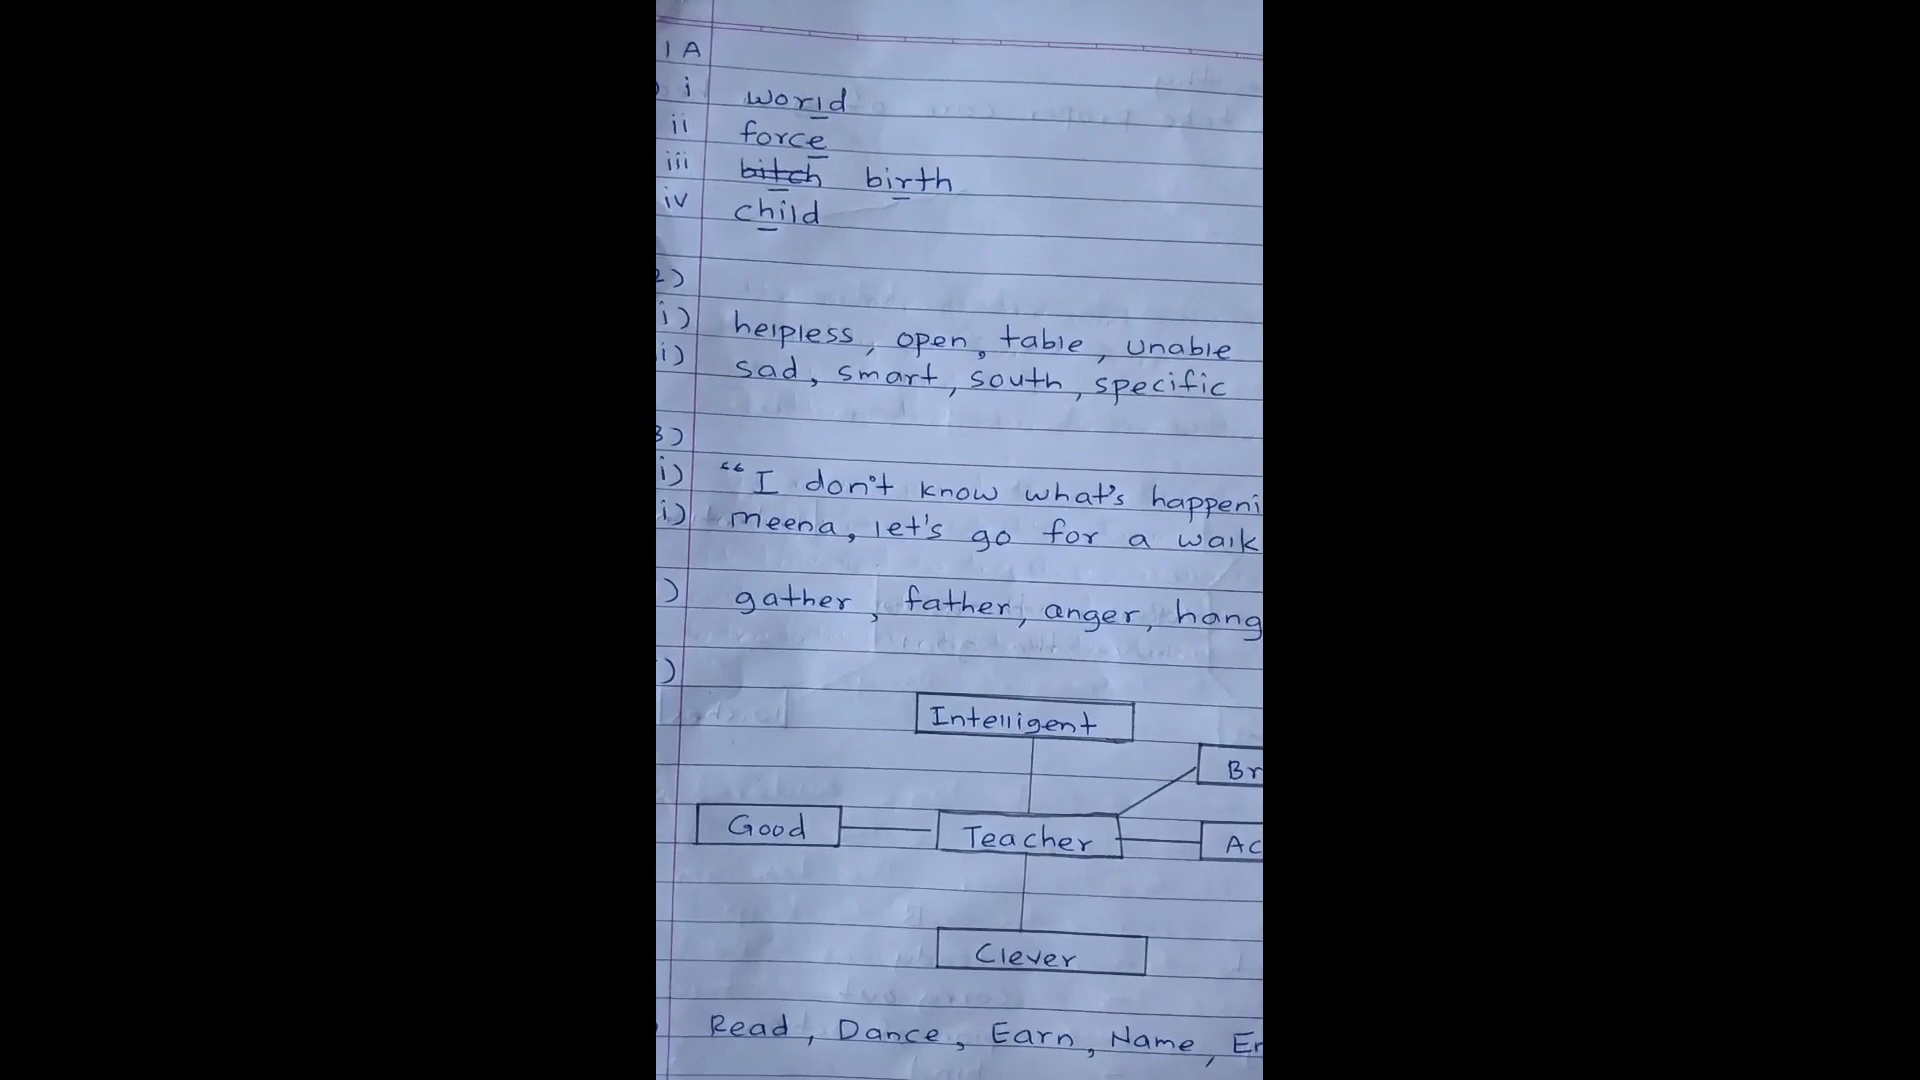 1 A
i world
ii force
iii bitch birth
iv child
2)
i) helpless, open, table, unable
i) sad, smart, south, specific
3)
i) "I don't know what's happeni
i) meena, let's go for a walk
) gather, father, anger, hang
)
Intelligent
Br
Good Teacher Ac
Clever
Read, Dance, Earn, Name, En